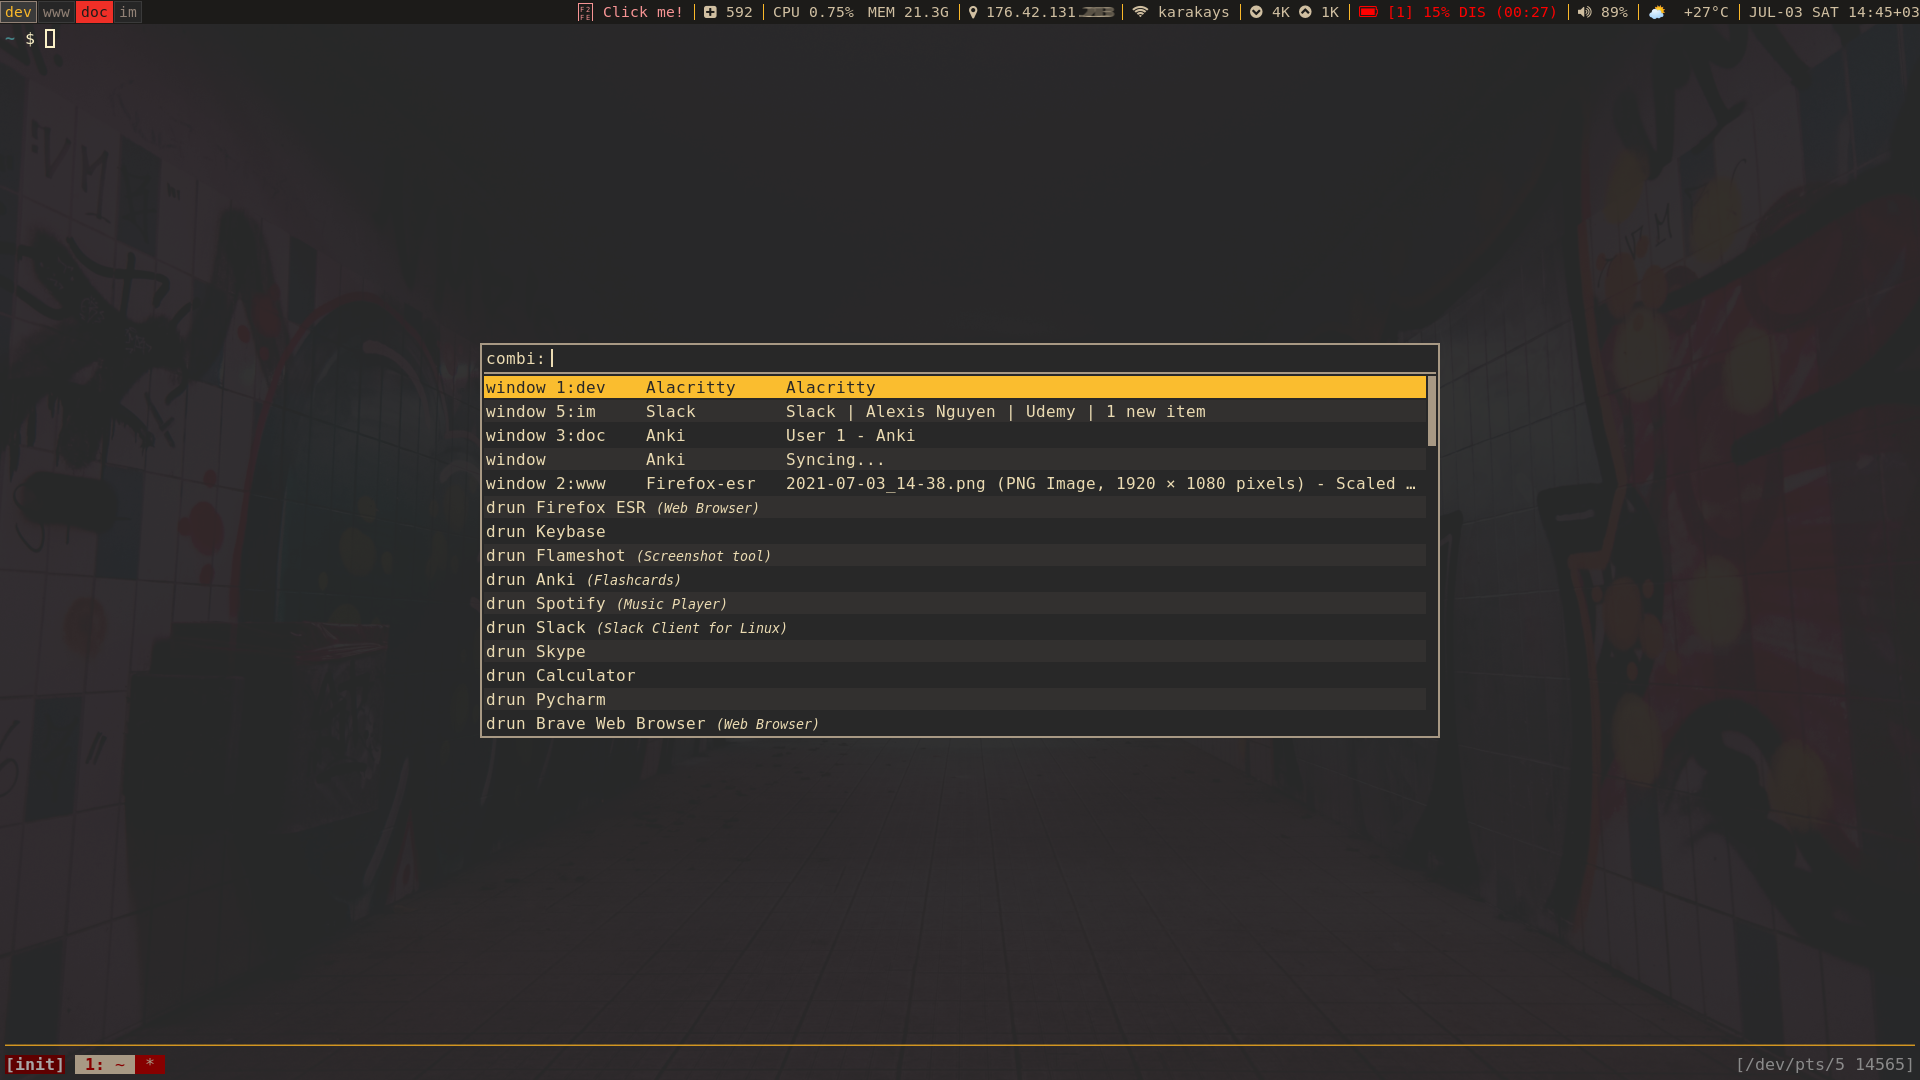 dev www doc im Click me! 592 CPU 0.75% MEM 21.3G 176.42.131. karakays 4K 1K [1] 15% DIS (00:27) 89% +27°C JUL-03 SAT 14:45+03
~ $
combi:
window 1:dev Alacritty Alacritty
window 5:im Slack Slack | Alexis Nguyen | Udemy | 1 new item
window 3:doc Anki User 1 - Anki
window Anki Syncing...
window 2:www Firefox-esr 2021-07-03_14-38.png (PNG Image, 1920 × 1080 pixels) - Scaled …
drun Firefox ESR (Web Browser)
drun Keybase
drun Flameshot (Screenshot tool)
drun Anki (Flashcards)
drun Spotify (Music Player)
drun Slack (Slack Client for Linux)
drun Skype
drun Calculator
drun Pycharm
drun Brave Web Browser (Web Browser)
[init] 1: ~ * [/dev/pts/5 14565]